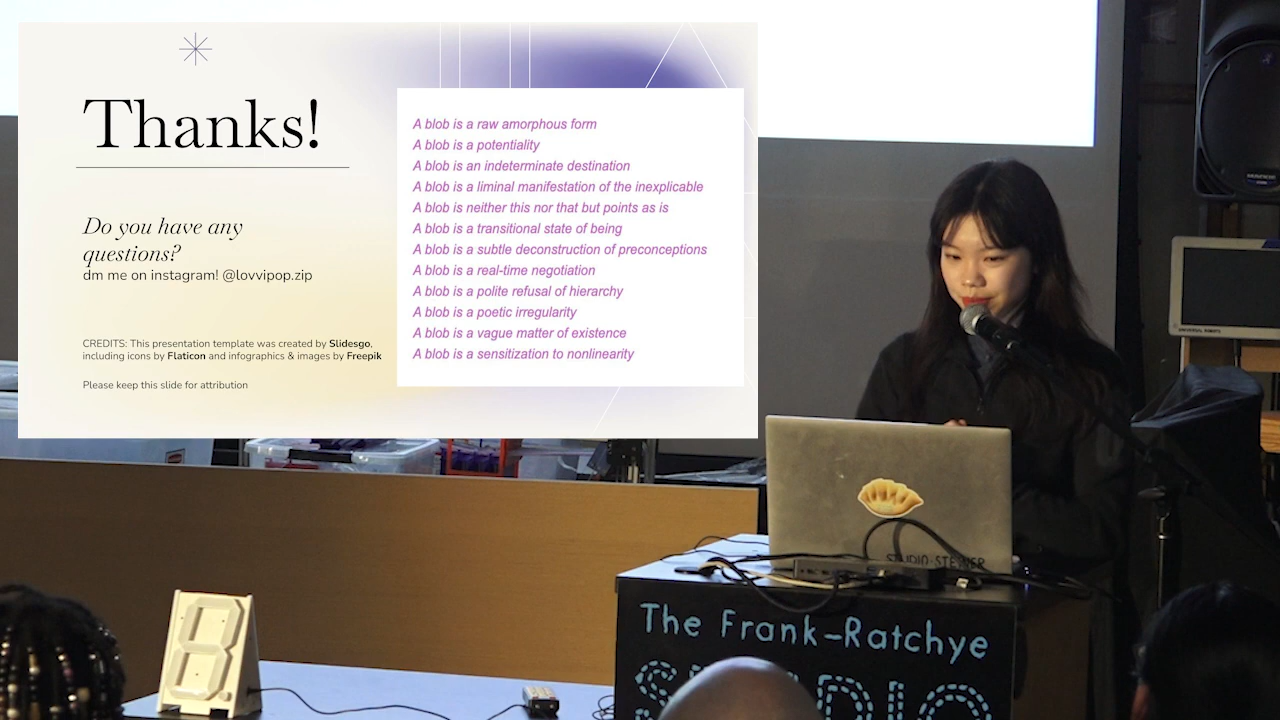 Thanks!
Do you have any
questions?
dm me on instagram! @lovvipop.zip
CREDITS: This presentation template was created by Slidesgo,
including icons by Flaticon and infographics & images by Freepik
Please keep this slide for attribution
A blob is a raw amorphous form
A blob is a potentiality
A blob is an indeterminate destination
A blob is a liminal manifestation of the inexplicable
A blob is neither this nor that but points as is
A blob is a transitional state of being
A blob is a subtle deconstruction of preconceptions
A blob is a real-time negotiation
A blob is a polite refusal of hierarchy
A blob is a poetic irregularity
A blob is a vague matter of existence
A blob is a sensitization to nonlinearity
MACKIE
UNIVERSAL ROBOTS
The Frank-Ratchye
STUDIO